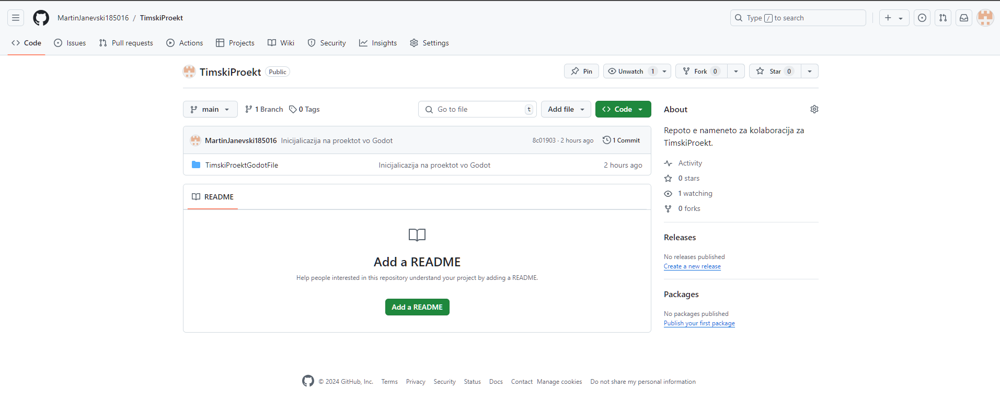 MartinJanevski185016 / TimskiProekt
Type / to search
Code Issues Pull requests Actions Projects Wiki Security Insights Settings
TimskiProekt Public
Pin Unwatch 1 Fork 0 Star 0
main 1 Branch 0 Tags Go to file t Add file Code
MartinJanevski185016 Inicijalicazija na proektot vo Godot 8c01903 · 2 hours ago 1 Commit
TimskiProektGodotFile Inicijalicazija na proektot vo Godot 2 hours ago
README
Add a README
Help people interested in this repository understand your project by adding a README.
Add a README
About
Repoto e nameneto za kolaboracija za
TimskiProekt.
Activity
0 stars
1 watching
0 forks
Releases
No releases published
Create a new release
Packages
No packages published
Publish your first package
© 2024 GitHub, Inc. Terms Privacy Security Status Docs Contact Manage cookies Do not share my personal information